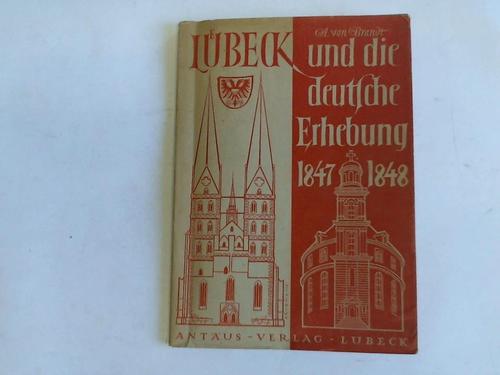 A. von Brandt
LÜBECK und die
deutsche
Erhebung
1847 1848
ANTÄUS-VERLAG-LÜBECK